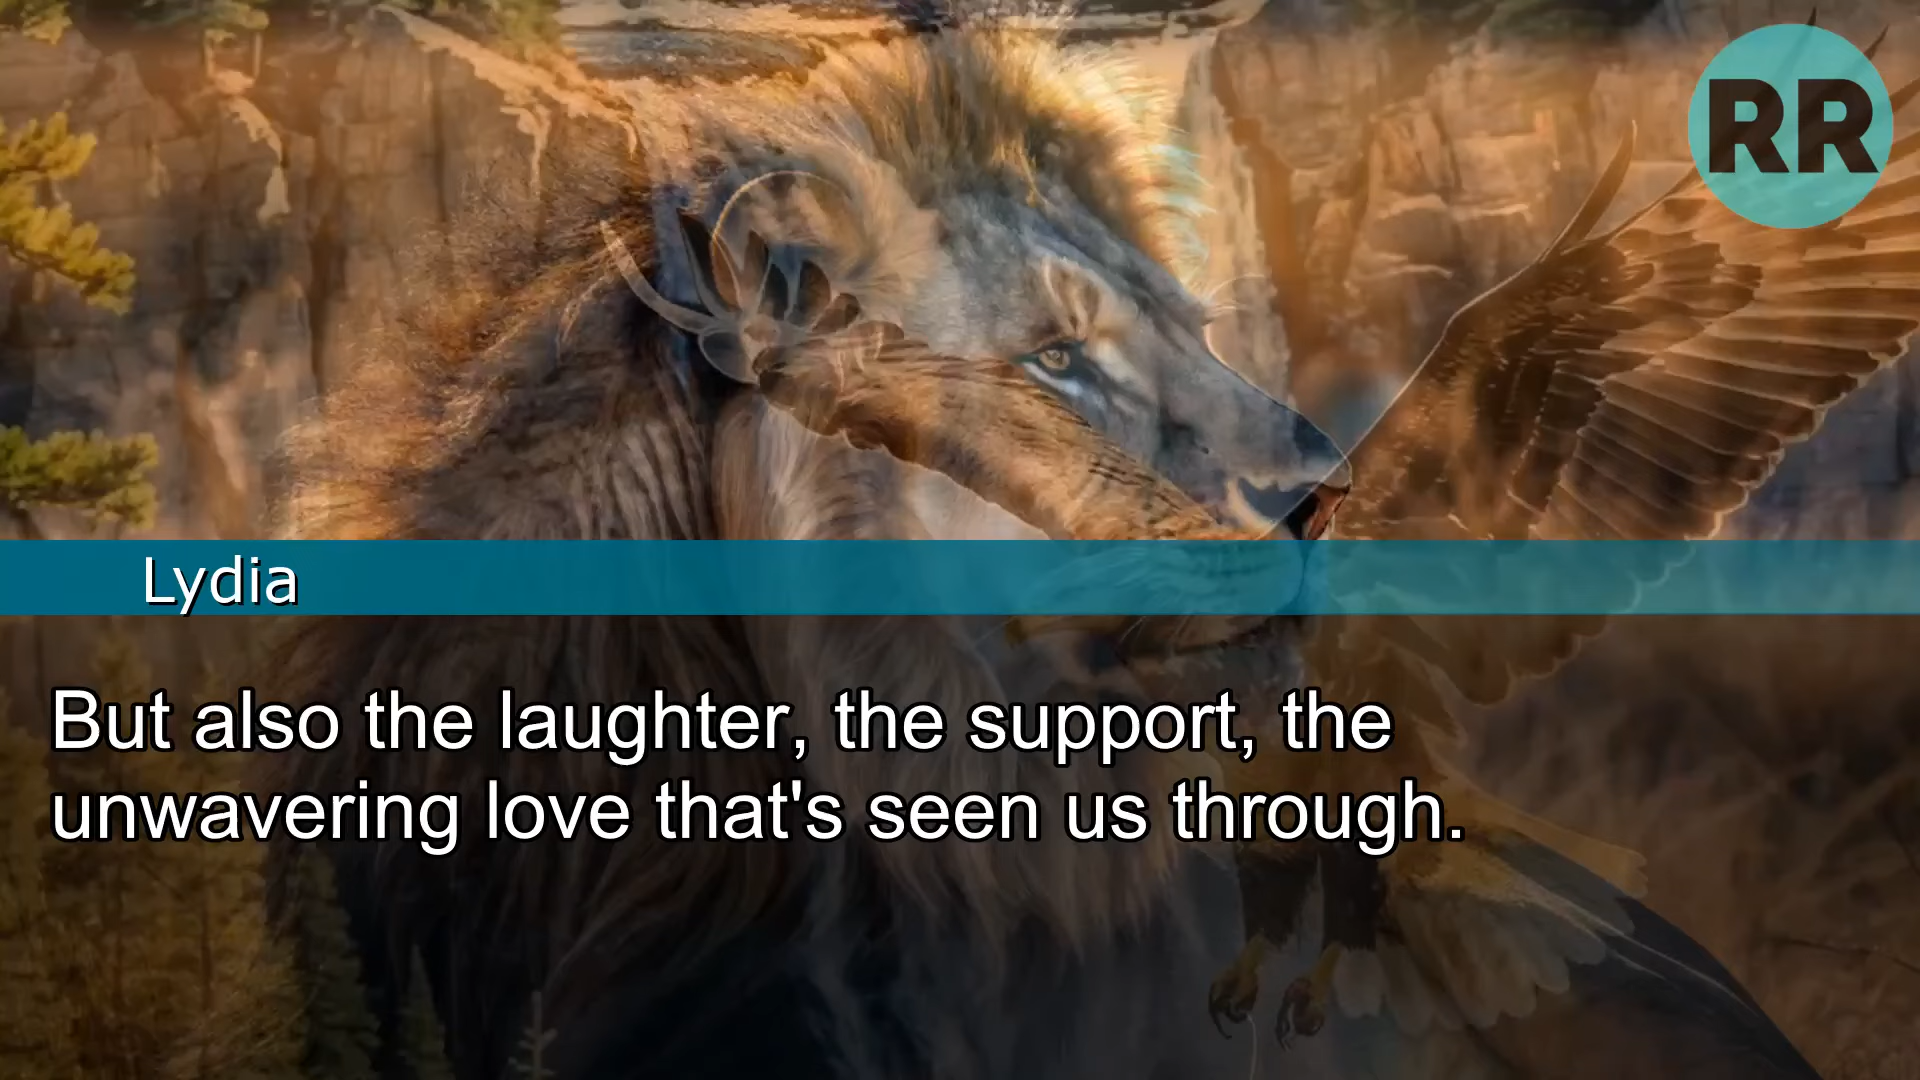 RR
Lydia
But also the laughter, the support, the
unwavering love that's seen us through.